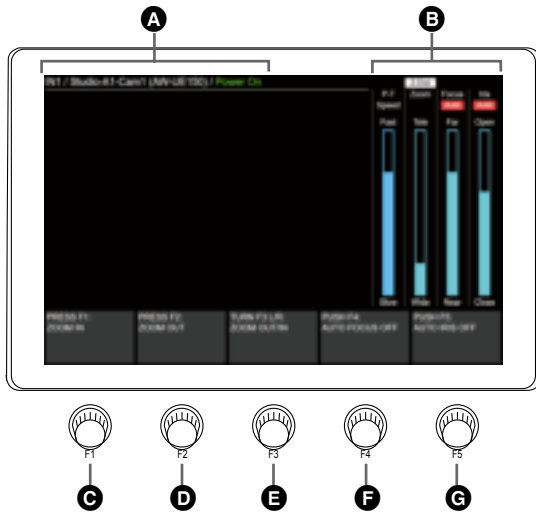 A
B
IN1 / Studio-A1-Cam1 (AW-UE150) / Power On
P-T Speed
Zoom
Focus
Iris
Auto
Auto
Fast
Tele
Far
Open
Slow
Wide
Near
Close
PRESS F1:
ZOOM IN
PRESS F2:
ZOOM OUT
TURN F3 L/R:
ZOOM OUT/IN
PUSH F4:
AUTO FOCUS OFF
PUSH F5:
AUTO IRIS OFF
F1
F2
F3
F4
F5
C
D
E
F
G